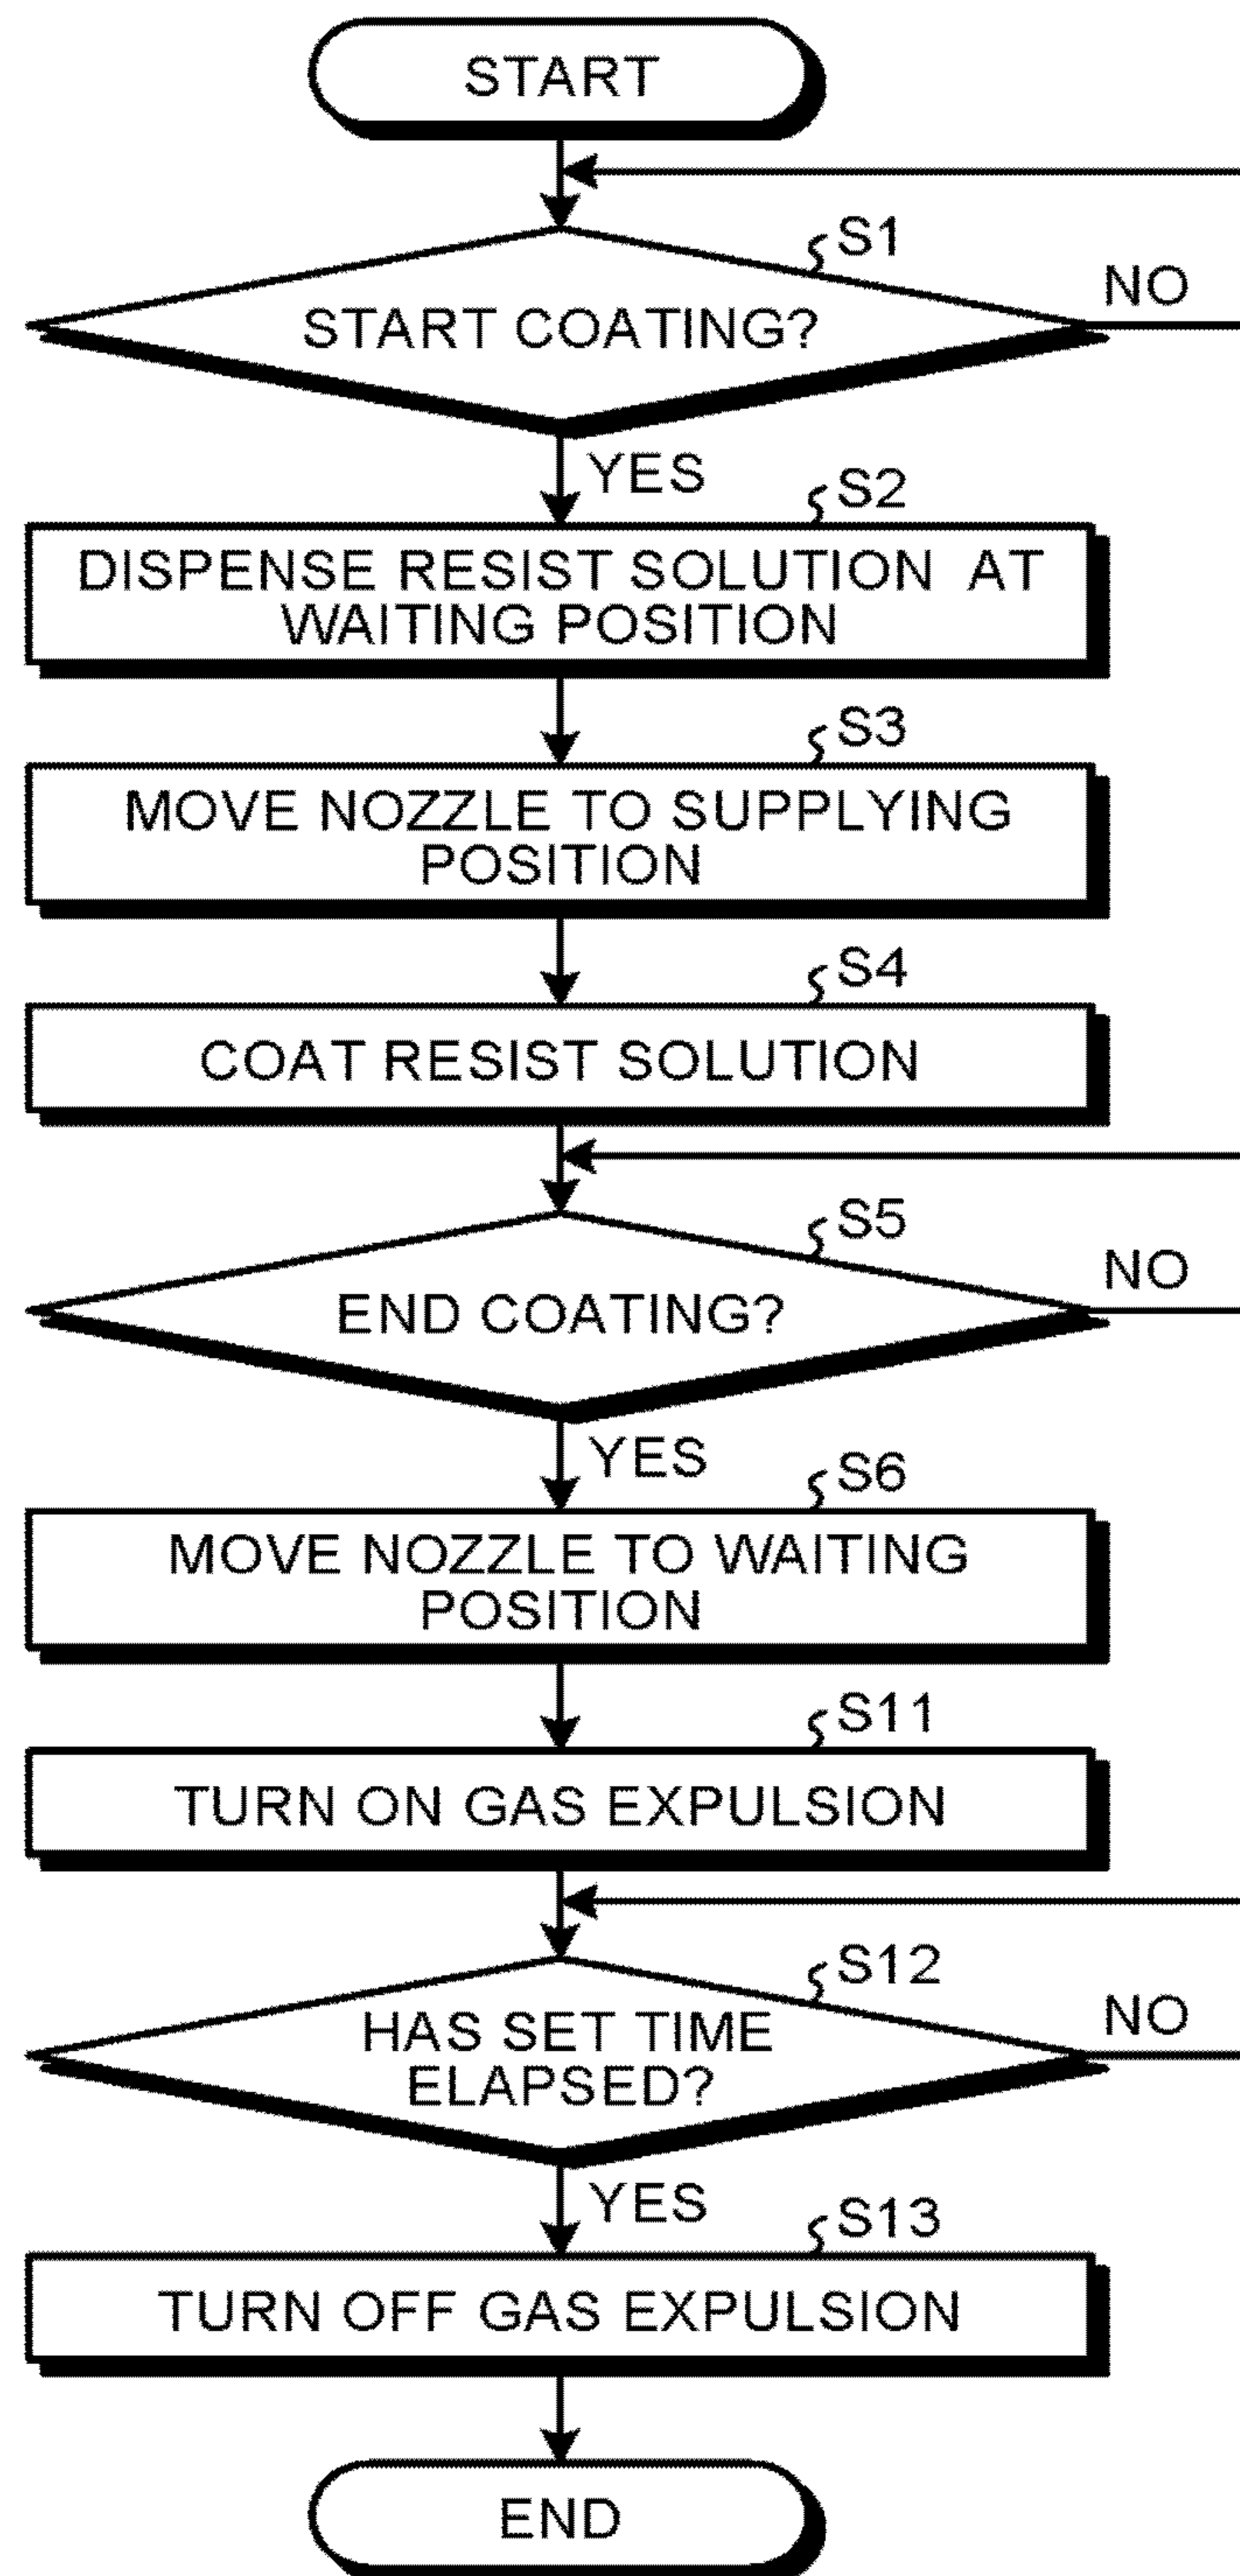 START
S1
START COATING?
NO
YES
S2
DISPENSE RESIST SOLUTION AT
WAITING POSITION
S3
MOVE NOZZLE TO SUPPLYING
POSITION
S4
COAT RESIST SOLUTION
S5
END COATING?
NO
YES
S6
MOVE NOZZLE TO WAITING
POSITION
S11
TURN ON GAS EXPULSION
S12
HAS SET TIME
ELAPSED?
NO
YES
S13
TURN OFF GAS EXPULSION
END